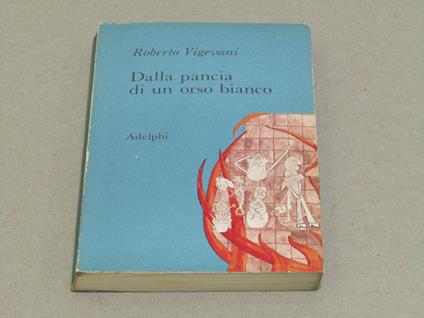 Roberto Vigevani
Dalla pancia
di un orso bianco
Adelphi